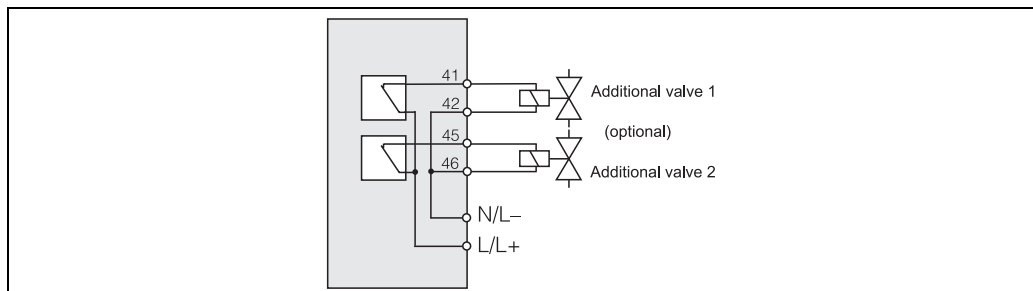 41
Additional valve 1
42
(optional)
45
46
Additional valve 2
N/L–
L/L+